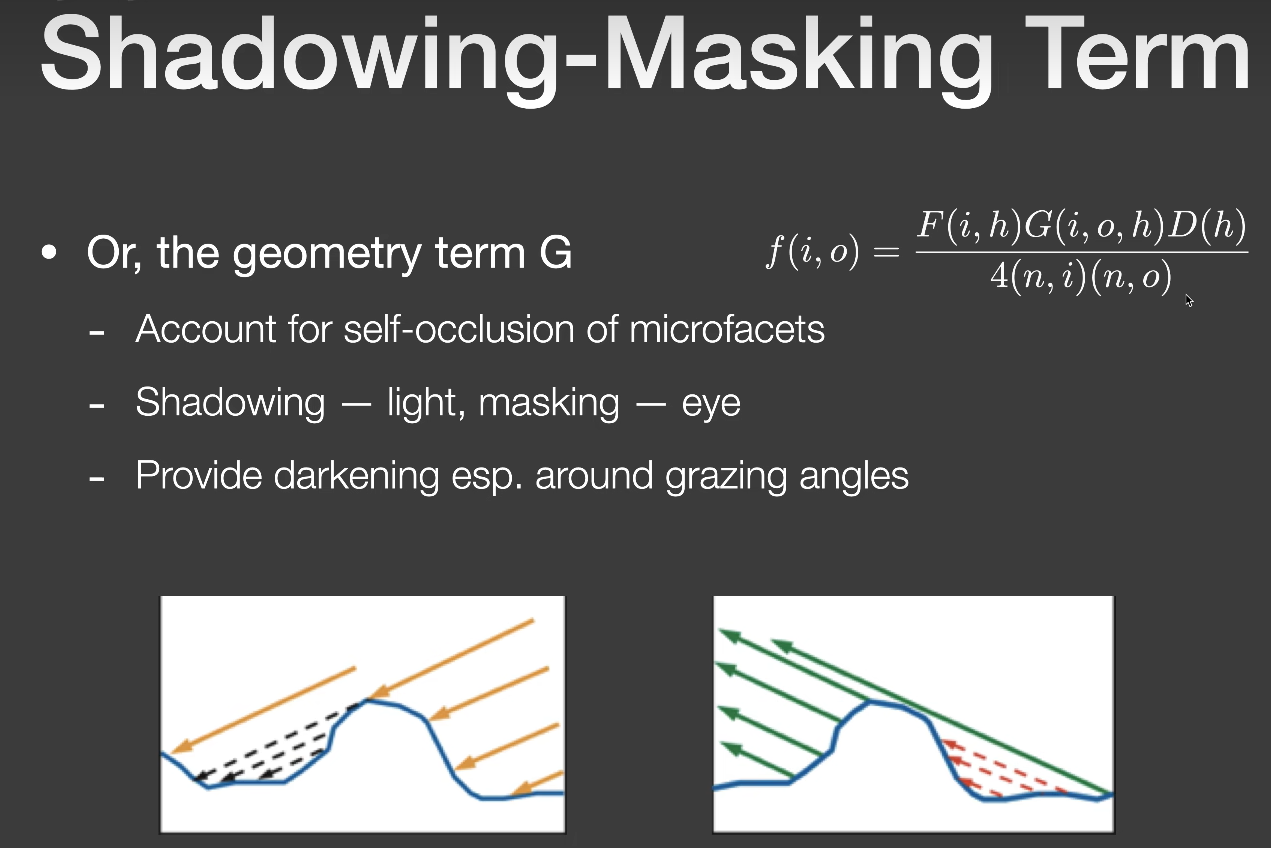 Shadowing-Masking Term
• Or, the geometry term G
f(i, o) = F(i, h)G(i, o, h)D(h) / 4(n, i)(n, o)
- Account for self-occlusion of microfacets
- Shadowing — light, masking — eye
- Provide darkening esp. around grazing angles